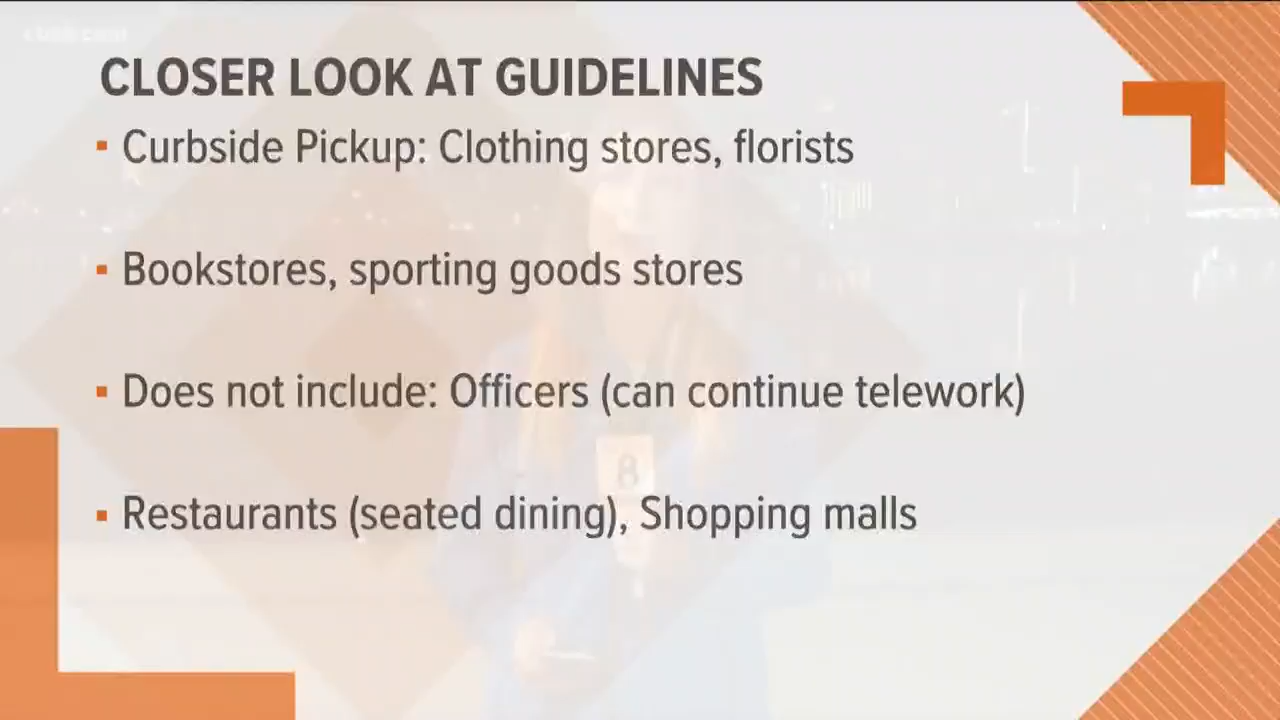 CLOSER LOOK AT GUIDELINES
▪ Curbside Pickup: Clothing stores, florists
▪ Bookstores, sporting goods stores
▪ Does not include: Officers (can continue telework)
8
▪ Restaurants (seated dining), Shopping malls